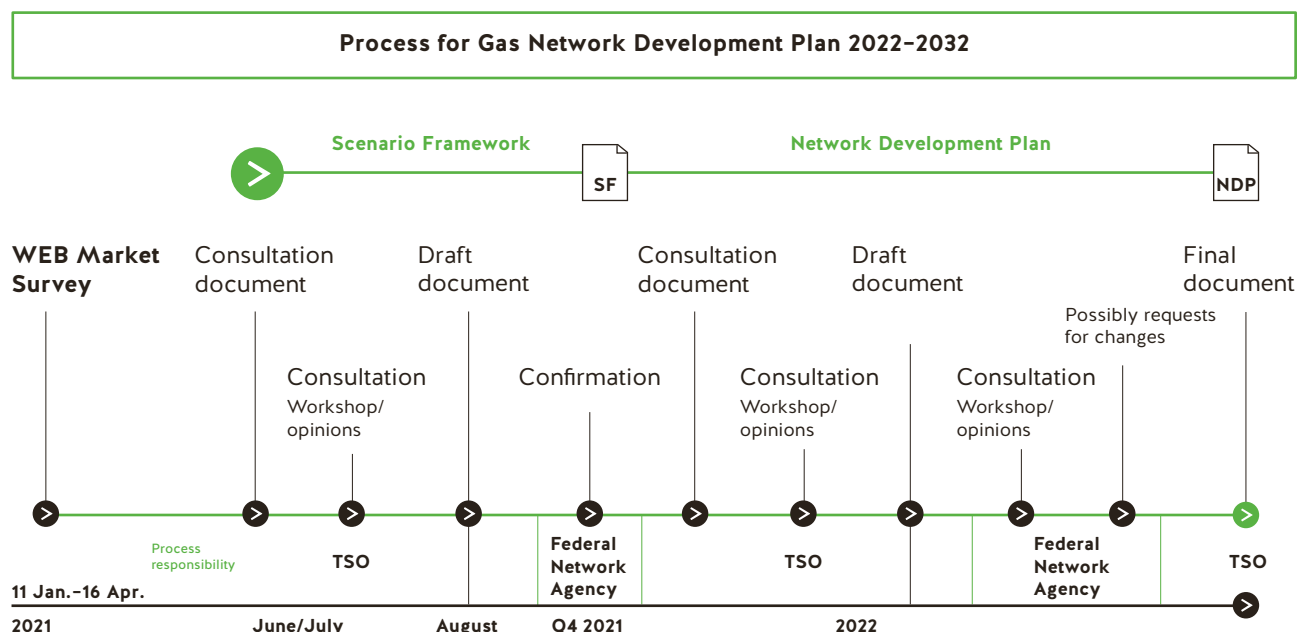 Process for Gas Network Development Plan 2022–2032
Scenario Framework
Network Development Plan
SF
NDP
WEB Market
Survey
Consultation
document
Draft
document
Consultation
document
Draft
document
Final
document
Possibly requests
for changes
Consultation
Workshop/
opinions
Confirmation
Consultation
Workshop/
opinions
Consultation
Workshop/
opinions
Process
responsibility
TSO
Federal
Network
Agency
TSO
Federal
Network
Agency
TSO
11 Jan.–16 Apr.
2021
June/July
August
Q4 2021
2022